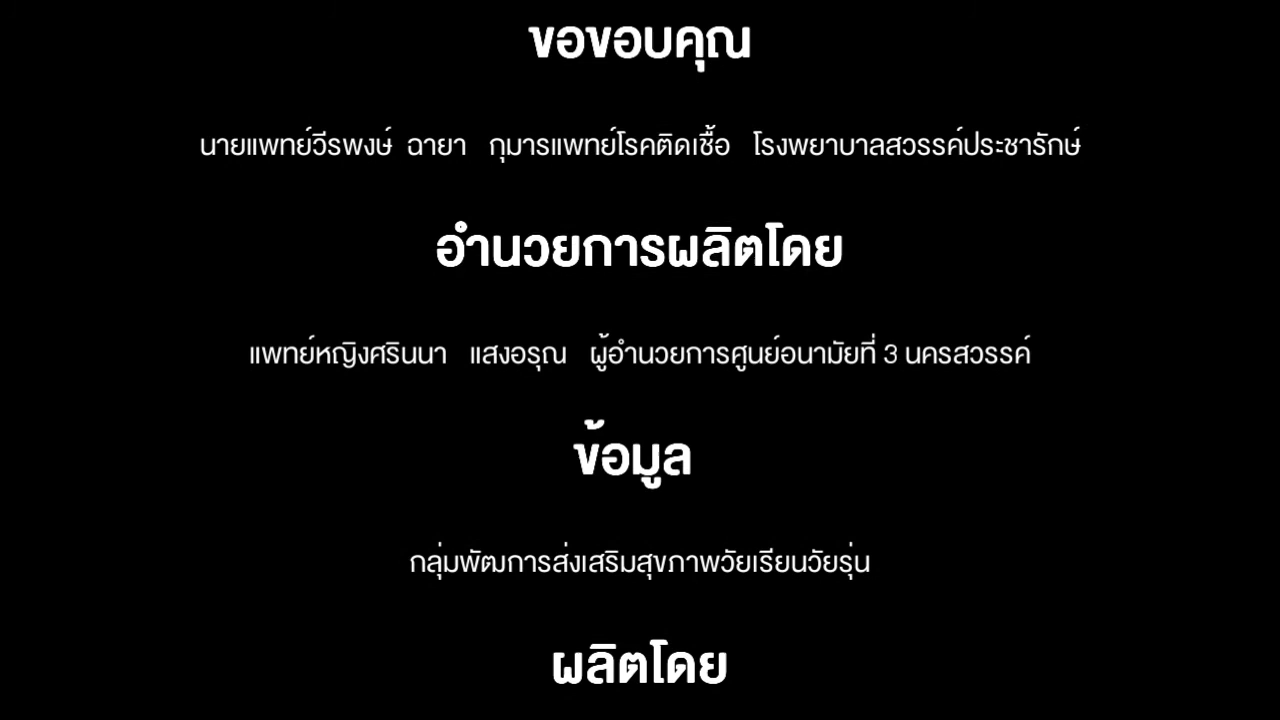 ขอขอบคุณ
นายแพทย์วีรพงษ์ ฉายา กุมารแพทย์โรคติดเชื้อ โรงพยาบาลสวรรค์ประชารักษ์
อำนวยการผลิตโดย
แพทย์หญิงศรินนา แสงอรุณ ผู้อำนวยการศูนย์อนามัยที่ 3 นครสวรรค์
ข้อมูล
กลุ่มพัฒการส่งเสริมสุขภาพวัยเรียนวัยรุ่น
ผลิตโดย